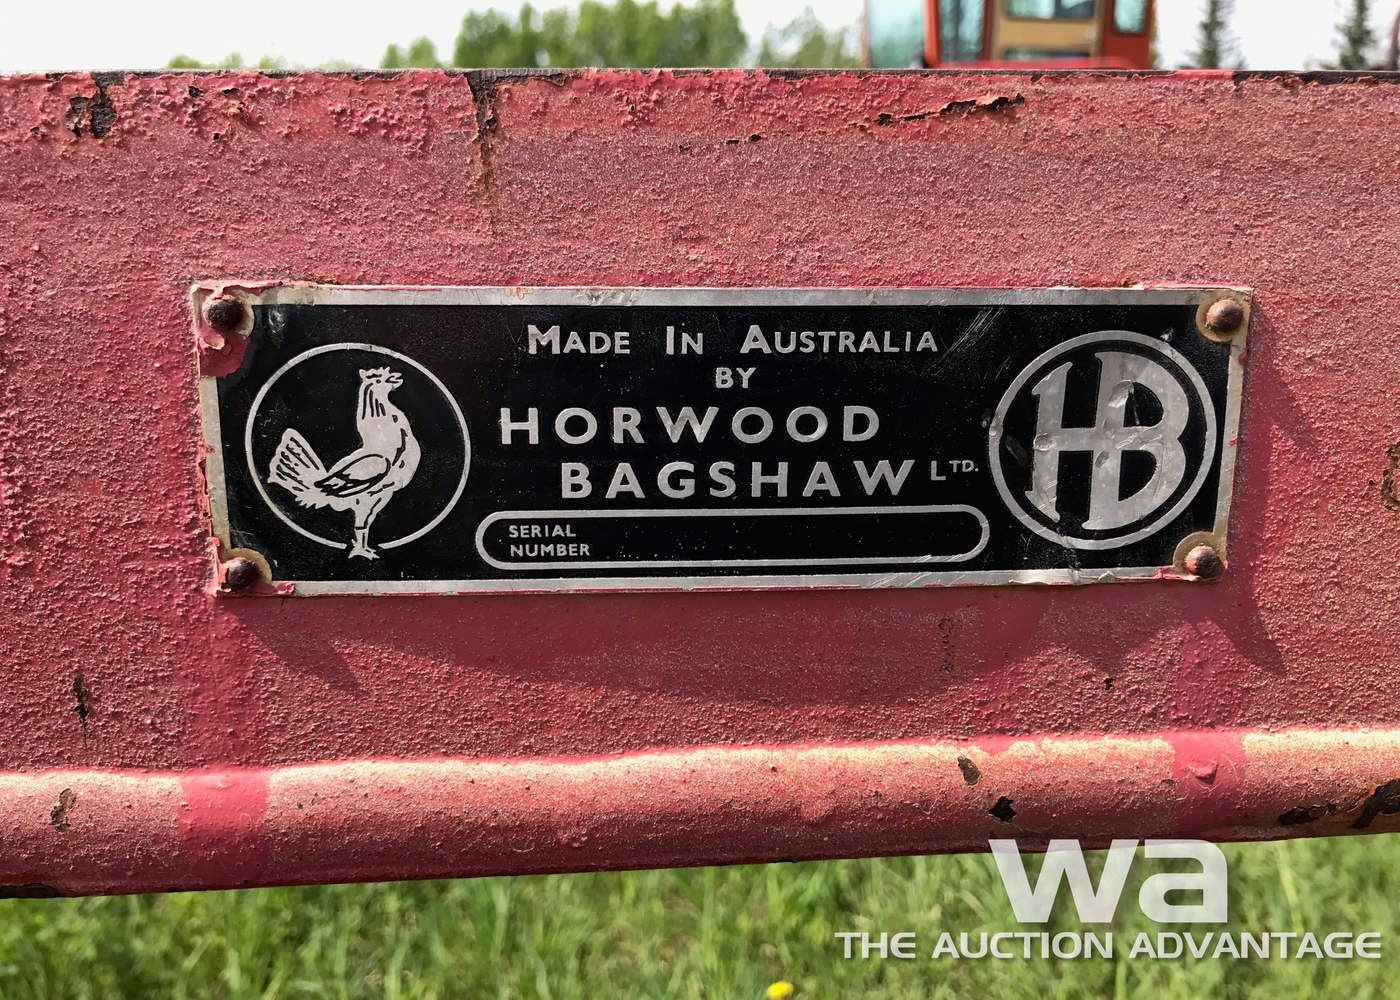 MADE IN AUSTRALIA
BY
HORWOOD
BAGSHAW LTD.
HB
SERIAL
NUMBER
wa
THE AUCTION ADVANTAGE